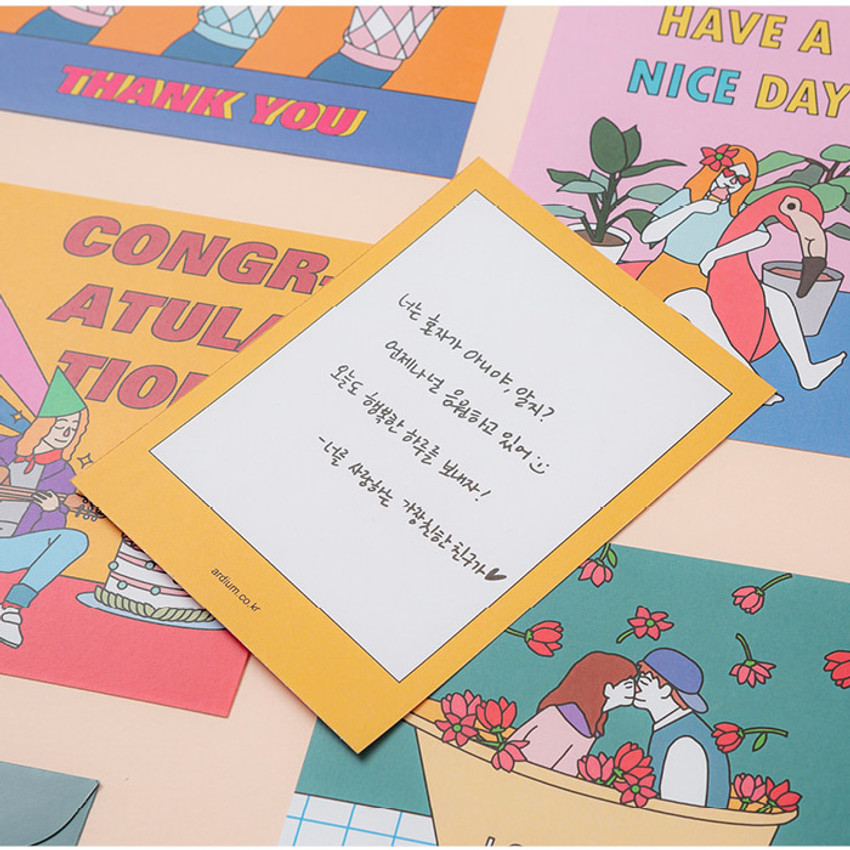 THANK YOU
HAVE A
NICE DAY
CONGR-
ATULA
TION
너는 혼자가 아니야, 알지?
언제나 널 응원하고 있어 :)
오늘도 행복한 하루를 보내자!
-너를 사랑하는 가장 친한 친구가♥
ardium.co.kr